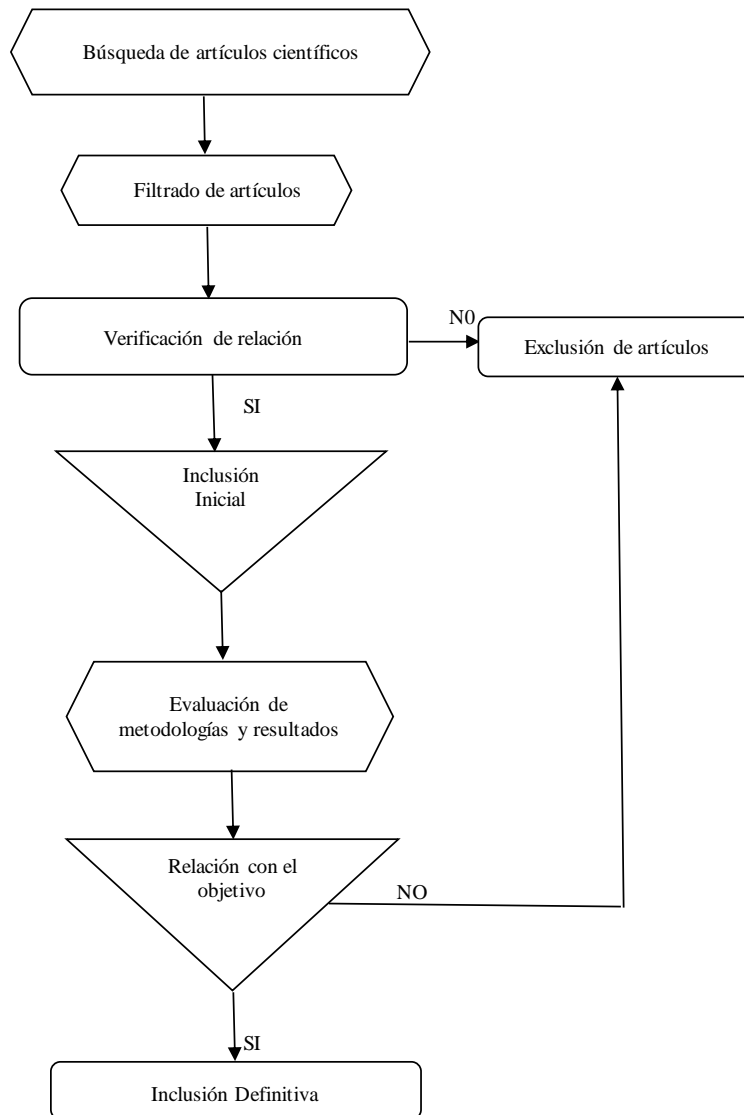 Búsqueda de artículos científicos
Filtrado de artículos
Verificación de relación
N0
Exclusión de artículos
SI
Inclusión
Inicial
Evaluación de
metodologías y resultados
Relación con el
objetivo
NO
SI
Inclusión Definitiva